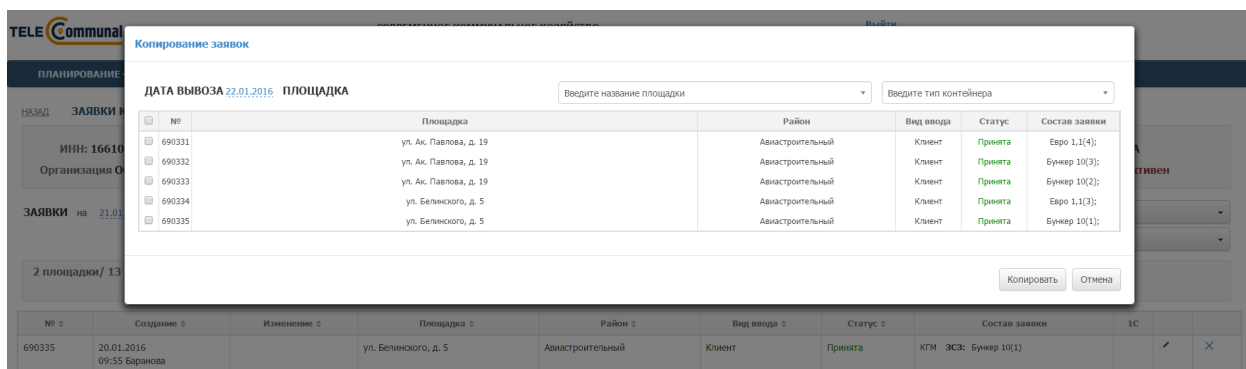 TELE Communal
СОВРЕМЕННОЕ КОММУНАЛЬНОЕ ХОЗЯЙСТВО
Выйти
Копирование заявок
ПЛАНИРОВАНИЕ
ДАТА ВЫВОЗА 22.01.2016 ПЛОЩАДКА Введите название площадки Введите тип контейнера
НАЗАД ЗАЯВКИ К
№ Площадка Район Вид ввода Статус Состав заявки
690331 ул. Ак. Павлова, д. 19 Авиастроительный Клиент Принята Евро 1,1(4);
ИНН: 16610
690332 ул. Ак. Павлова, д. 19 Авиастроительный Клиент Принята Бункер 10(3);
Организация О
690333 ул. Ак. Павлова, д. 19 Авиастроительный Клиент Принята Бункер 10(2);
690334 ул. Белинского, д. 5 Авиастроительный Клиент Принята Евро 1,1(3);
ЗАЯВКИ на 21.01
690335 ул. Белинского, д. 5 Авиастроительный Клиент Принята Бункер 10(1);
2 площадки/ 13
Копировать Отмена
№ Создание Изменение Площадка Район Вид ввода Статус Состав заявки 1С
690335 20.01.2016 ул. Белинского, д. 5 Авиастроительный Клиент Принята КГМ ЭСЗ: Бункер 10(1)
09:55 Баранова